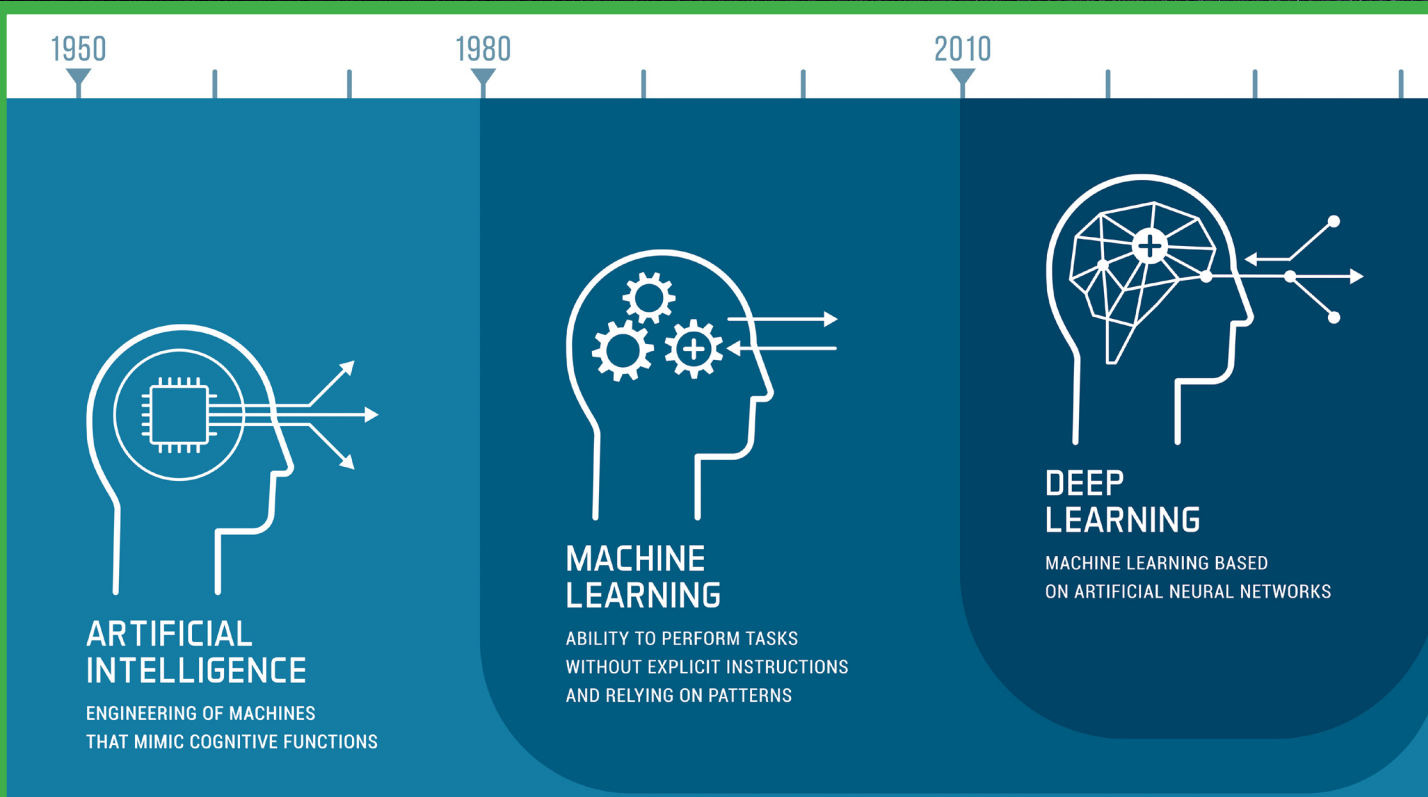 1950
1980
2010
ARTIFICIAL
INTELLIGENCE
ENGINEERING OF MACHINES
THAT MIMIC COGNITIVE FUNCTIONS
MACHINE
LEARNING
ABILITY TO PERFORM TASKS
WITHOUT EXPLICIT INSTRUCTIONS
AND RELYING ON PATTERNS
DEEP
LEARNING
MACHINE LEARNING BASED
ON ARTIFICIAL NEURAL NETWORKS